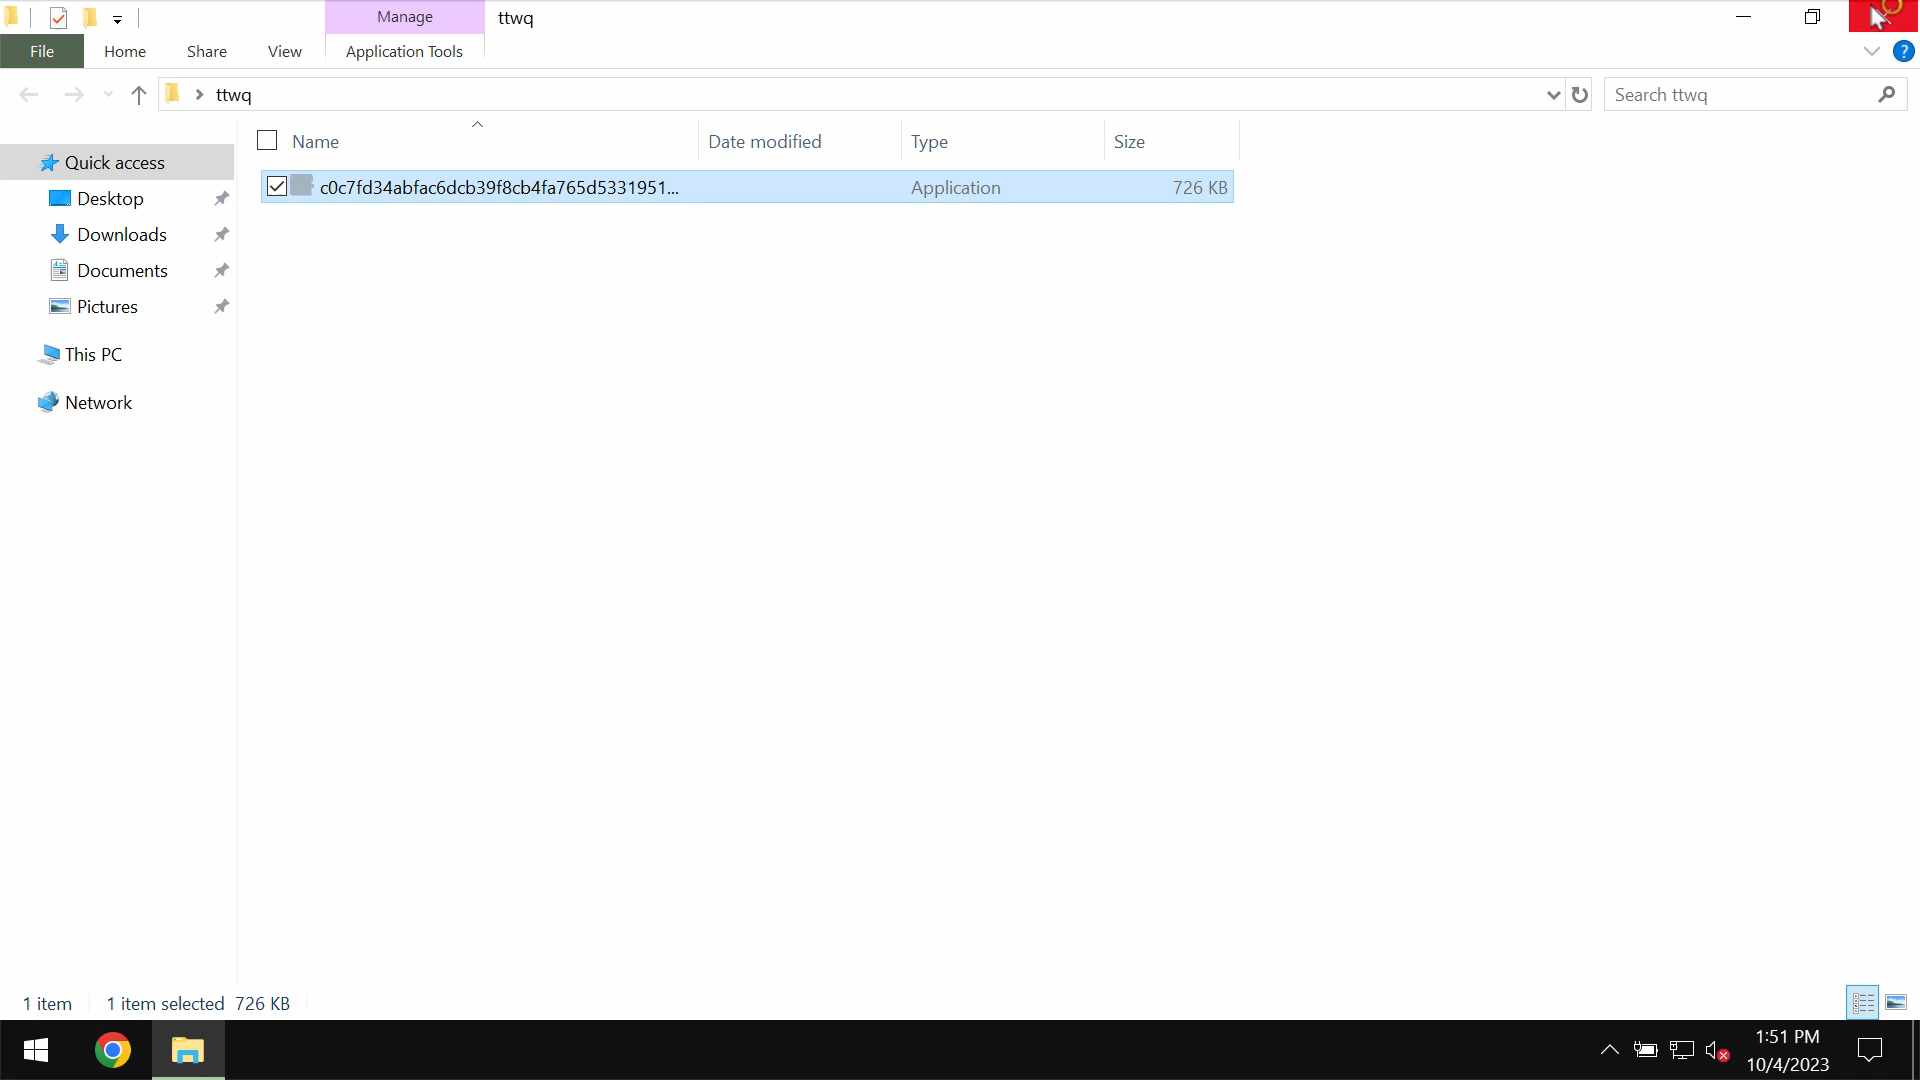 Manage
ttwq
File
Home
Share
View
Application Tools
ttwq
Search ttwq
Name
Date modified
Type
Size
Quick access
c0c7fd34abfac6dcb39f8cb4fa765d5331951...
Application
726 KB
Desktop
Downloads
Documents
Pictures
This PC
Network
1 item
1 item selected 726 KB
1:51 PM
10/4/2023